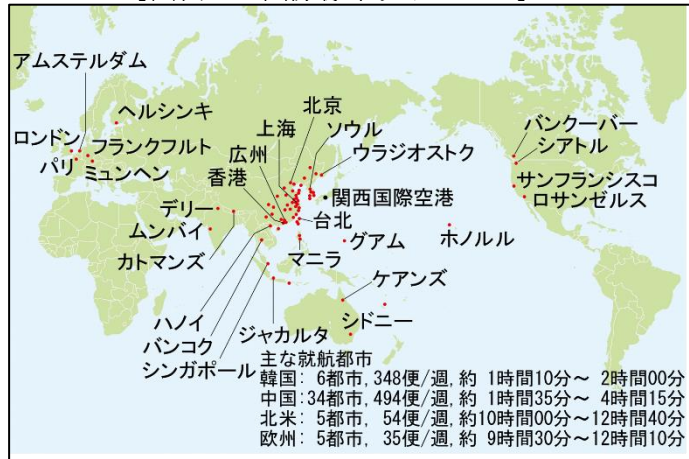 アムステルダム
ヘルシンキ
北京
上海
ソウル
バンクーバー
ロンドン
フランクフルト
広州
ウラジオストク
シアトル
パリ
ミュンヘン
香港
関西国際空港
サンフランシスコ
ロサンゼルス
デリー
台北
ムンバイ
グアム
ホノルル
カトマンズ
マニラ
ケアンズ
ハノイ
ジャカルタ
シドニー
バンコク
シンガポール
主な就航都市
韓国: 6都市,348便/週,約 1時間10分～ 2時間00分
中国:34都市,494便/週,約 1時間35分～ 4時間15分
北米: 5都市, 54便/週,約10時間00分～12時間40分
欧州: 5都市, 35便/週,約 9時間30分～12時間10分